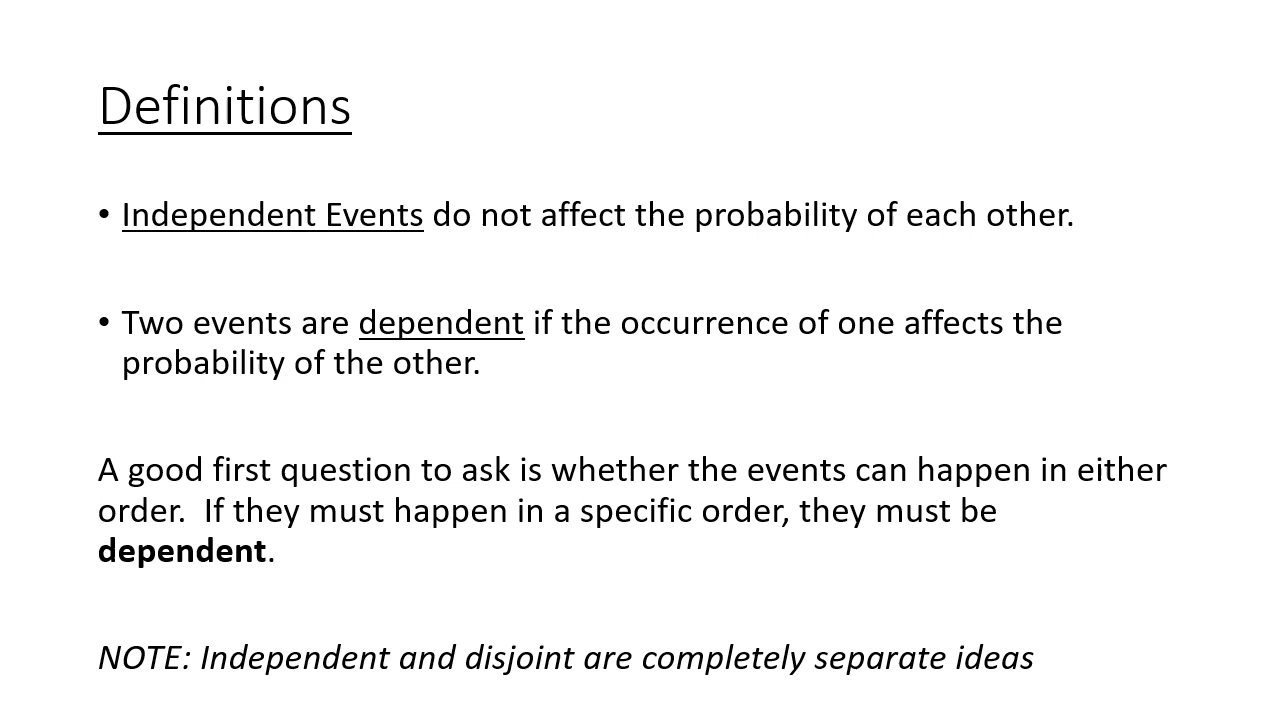 Definitions
• Independent Events do not affect the probability of each other.
• Two events are dependent if the occurrence of one affects the
probability of the other.
A good first question to ask is whether the events can happen in either
order.  If they must happen in a specific order, they must be
dependent.
NOTE: Independent and disjoint are completely separate ideas